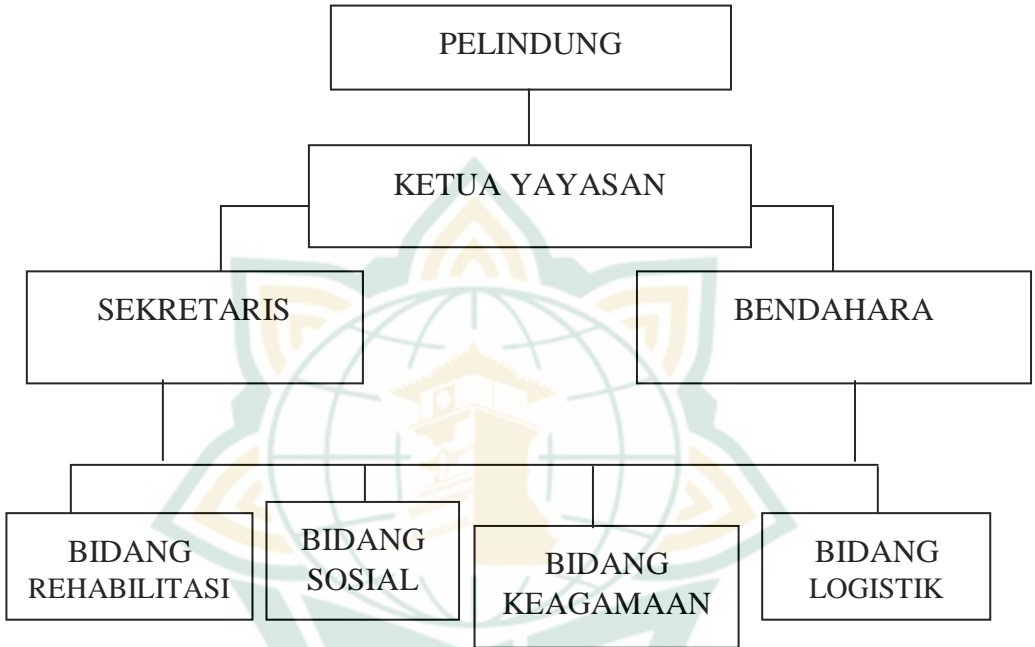 PELINDUNG
KETUA YAYASAN
SEKRETARIS
BENDAHARA
BIDANG
REHABILITASI
BIDANG
SOSIAL
BIDANG
KEAGAMAAN
BIDANG
LOGISTIK